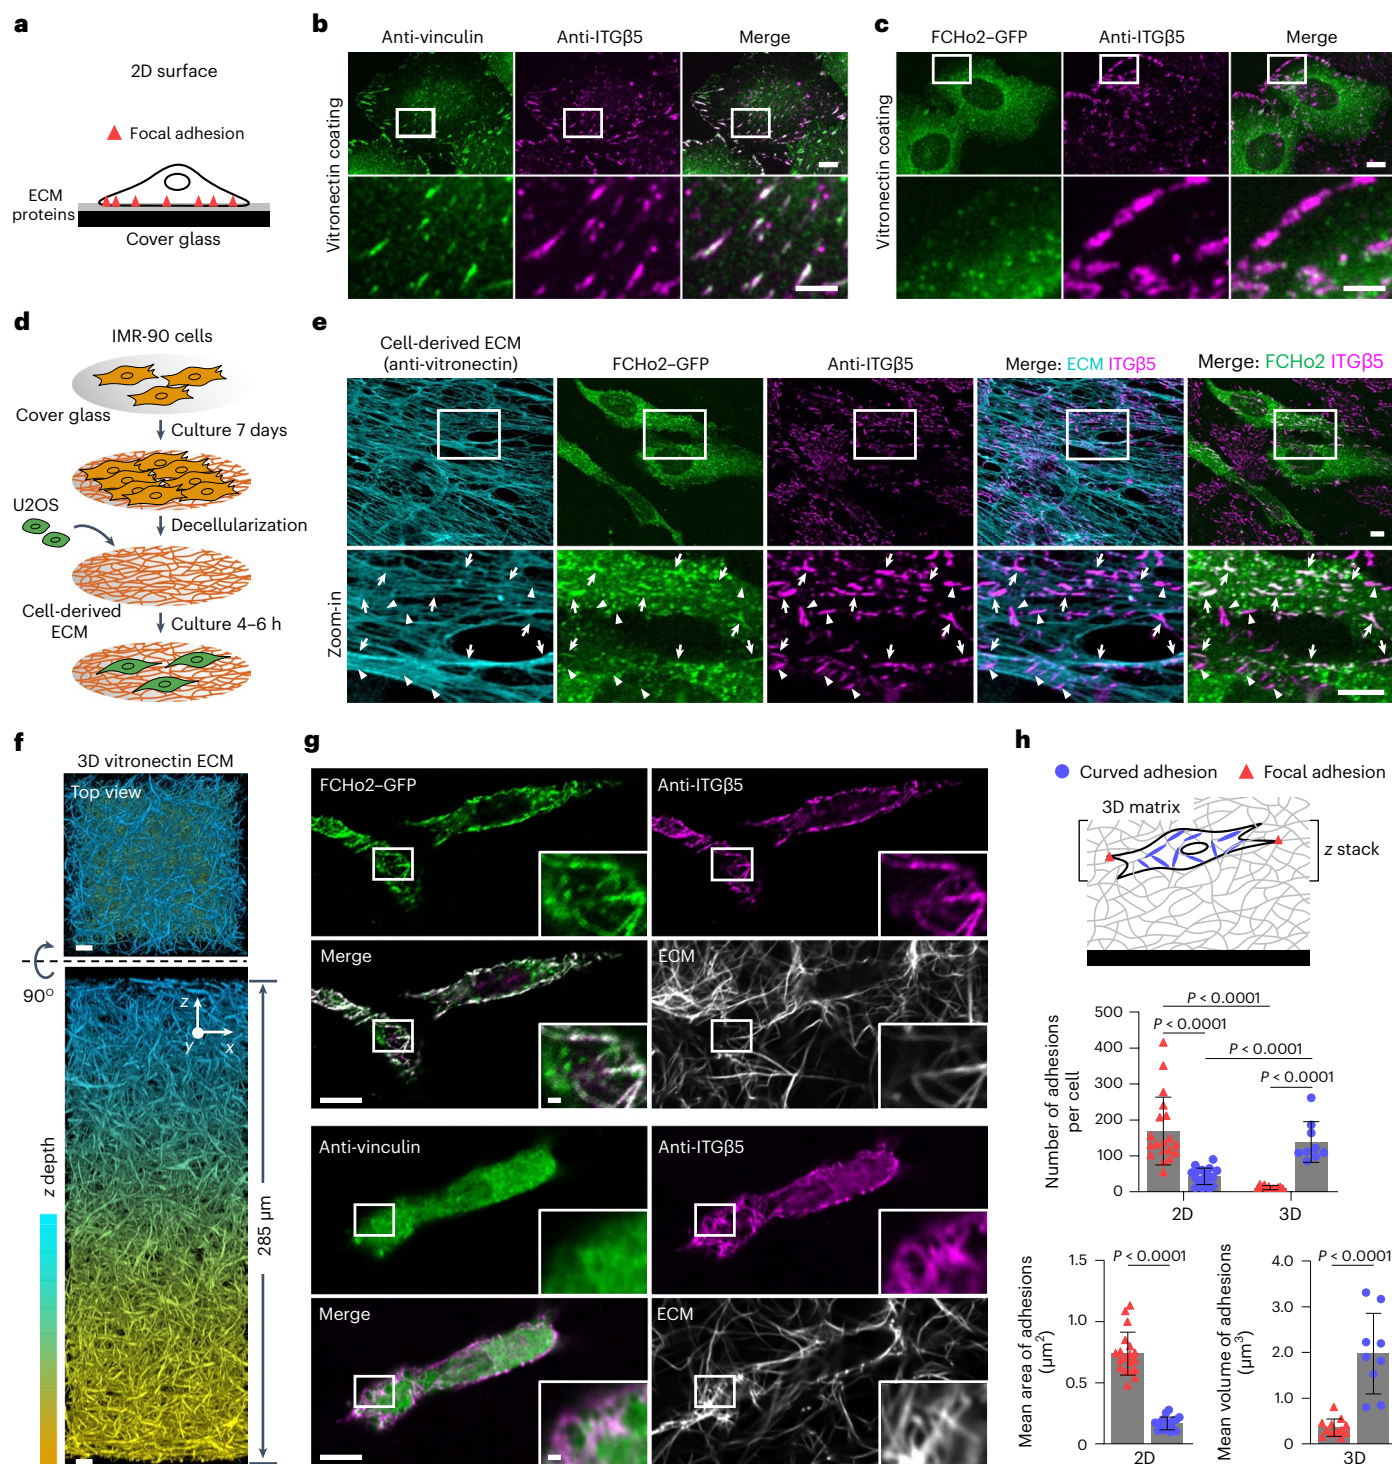 a
2D surface
Focal adhesion
ECM
proteins
Cover glass
b
Anti-vinculin
Anti-ITGβ5
Merge
Vitronectin coating
c
FCHo2–GFP
Anti-ITGβ5
Merge
Vitronectin coating
d
IMR-90 cells
Cover glass
Culture 7 days
U2OS
Decellularization
Cell-derived
ECM
Culture 4–6 h
e
Cell-derived ECM
(anti-vitronectin)
FCHo2–GFP
Anti-ITGβ5
Merge: ECM ITGβ5
Merge: FCHo2 ITGβ5
Zoom-in
f
3D vitronectin ECM
Top view
90°
z
y
x
z depth
285 µm
g
FCHo2–GFP
Anti-ITGβ5
Merge
ECM
Anti-vinculin
Anti-ITGβ5
Merge
ECM
h
Curved adhesion
Focal adhesion
3D matrix
z stack
Number of adhesions
per cell
500
400
300
200
100
0
P < 0.0001
P < 0.0001
P < 0.0001
P < 0.0001
2D
3D
Mean area of adhesions
(µm²)
1.5
1.0
0.5
0
P < 0.0001
2D
Mean volume of adhesions
(µm³)
4.0
3.0
2.0
1.0
0
P < 0.0001
3D